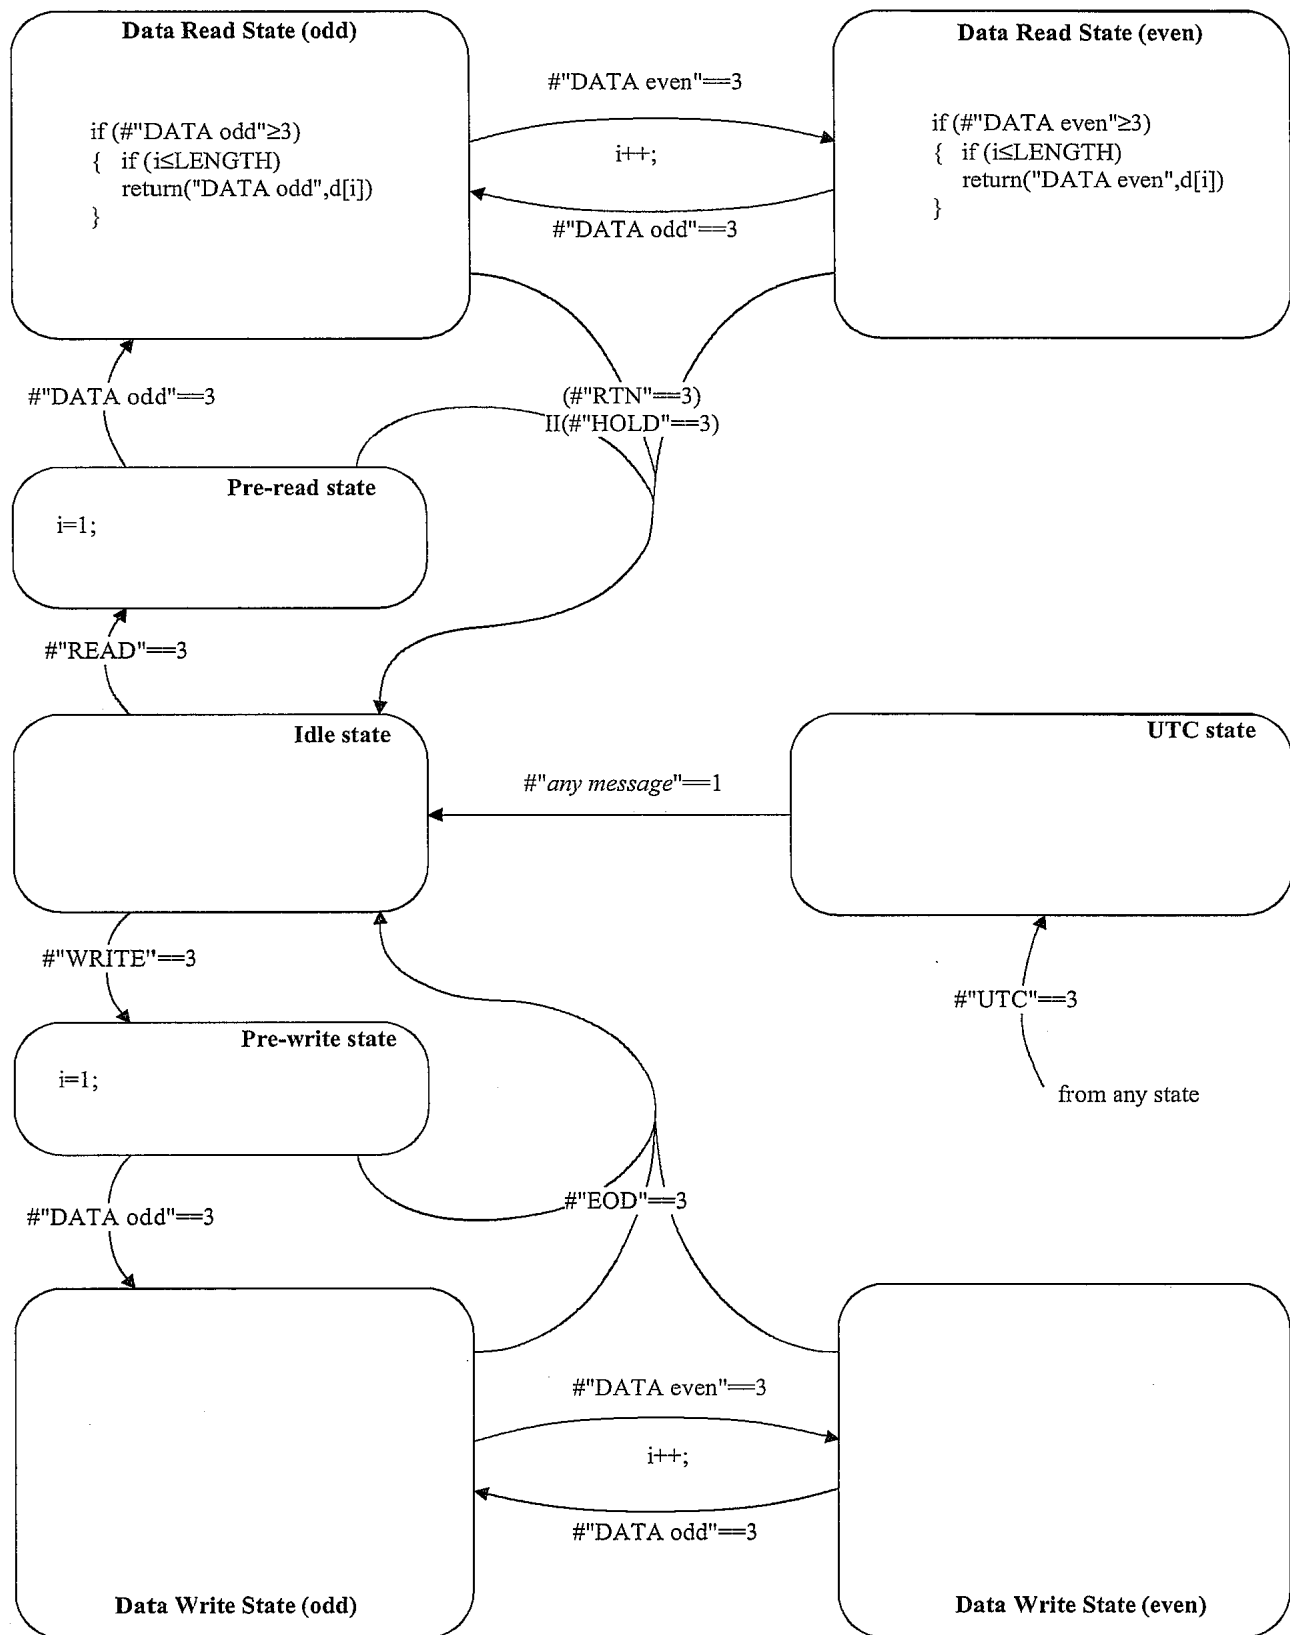 Data Read State (odd)
Data Read State (even)
#"DATA even"==3
if (#"DATA odd"≥3)
{ if (i≤LENGTH)
return("DATA odd",d[i])
}
i++;
if (#"DATA even"≥3)
{ if (i≤LENGTH)
return("DATA even",d[i])
}
#"DATA odd"==3
#"DATA odd"==3
(#"RTN"==3)
II(#"HOLD"==3)
Pre-read state
i=1;
#"READ"==3
Idle state
UTC state
#"any message"==1
#"WRITE"==3
#"UTC"==3
Pre-write state
i=1;
from any state
#"EOD"==3
#"DATA odd"==3
#"DATA even"==3
i++;
#"DATA odd"==3
Data Write State (odd)
Data Write State (even)